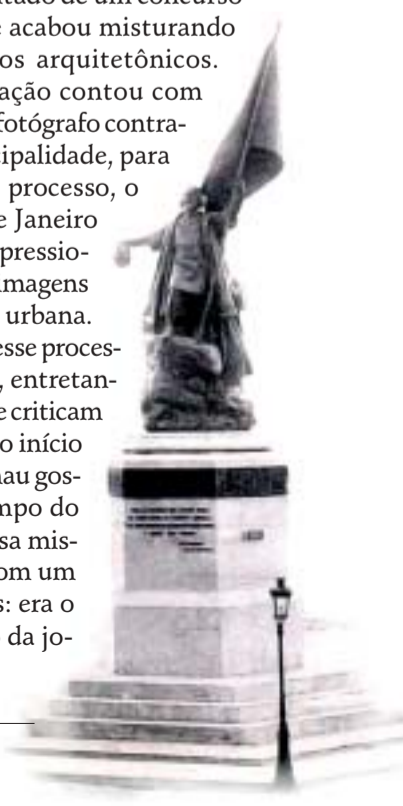 tado de um concurso
e acabou misturando
os arquitetônicos.
ação contou com
fotógrafo contra-
cipalidade, para
processo, o
e Janeiro
pressio-
magens
urbana.
esse proces-
, entretan-
e criticam
o início
nau gos-
mpo do
sa mis-
om um
s: era o
da jo-